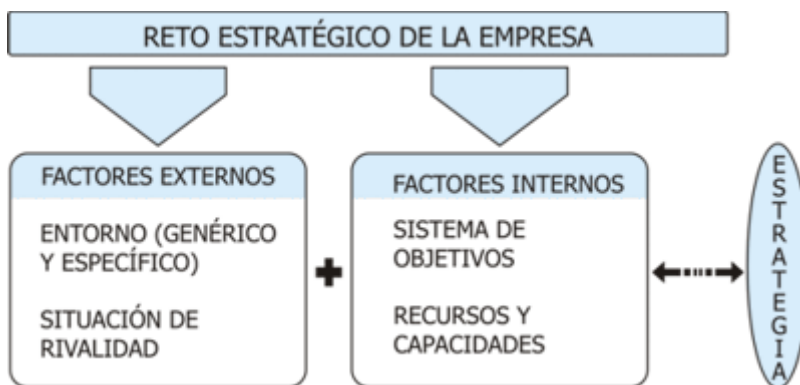 RETO ESTRATÉGICO DE LA EMPRESA
FACTORES EXTERNOS
ENTORNO (GENÉRICO
Y ESPECÍFICO)
SITUACIÓN DE
RIVALIDAD
+
FACTORES INTERNOS
SISTEMA DE
OBJETIVOS
RECURSOS Y
CAPACIDADES
ESTRATEGIA